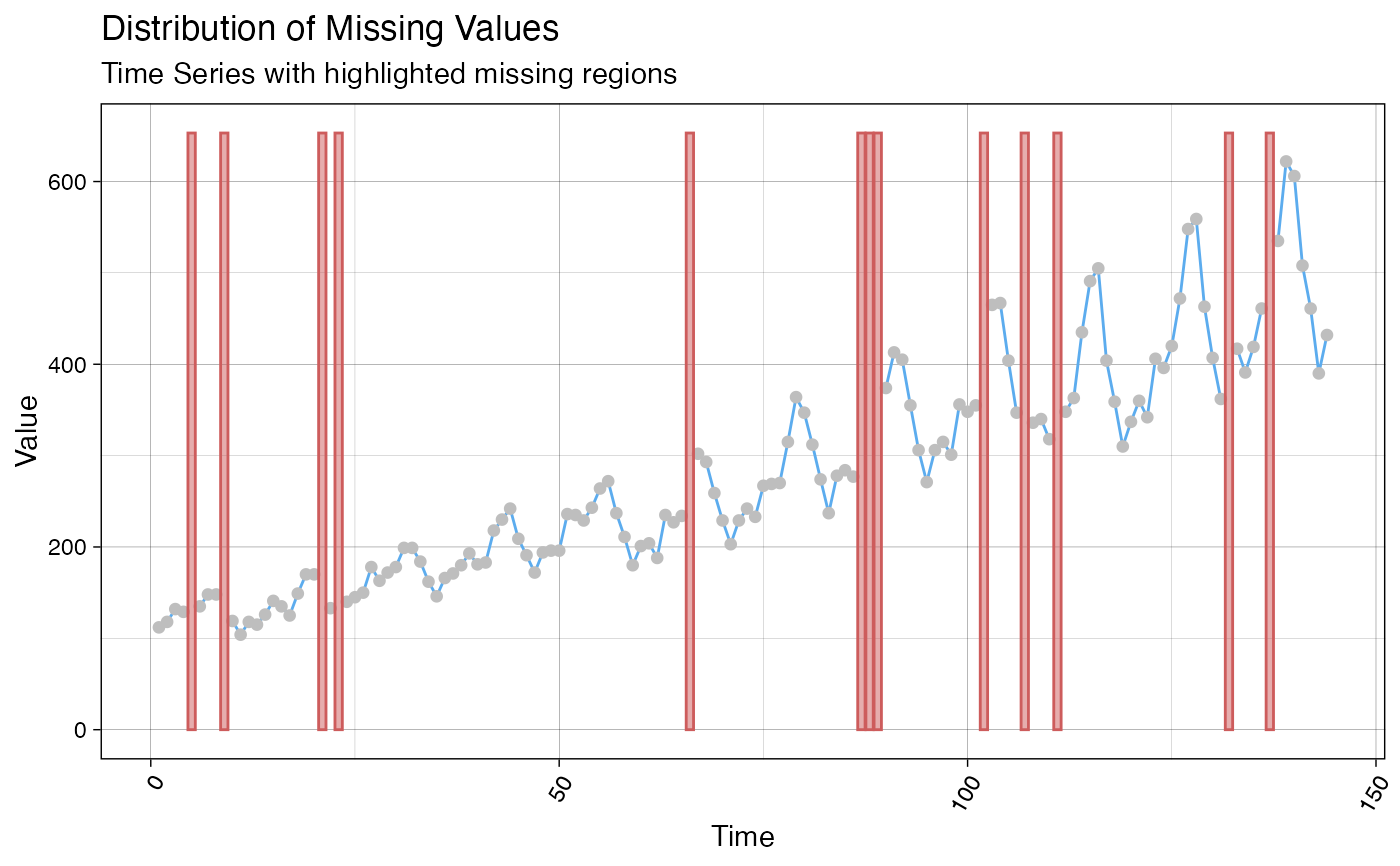 Distribution of Missing Values
Time Series with highlighted missing regions
600
400
200
0
Value
0 50 100 150
Time